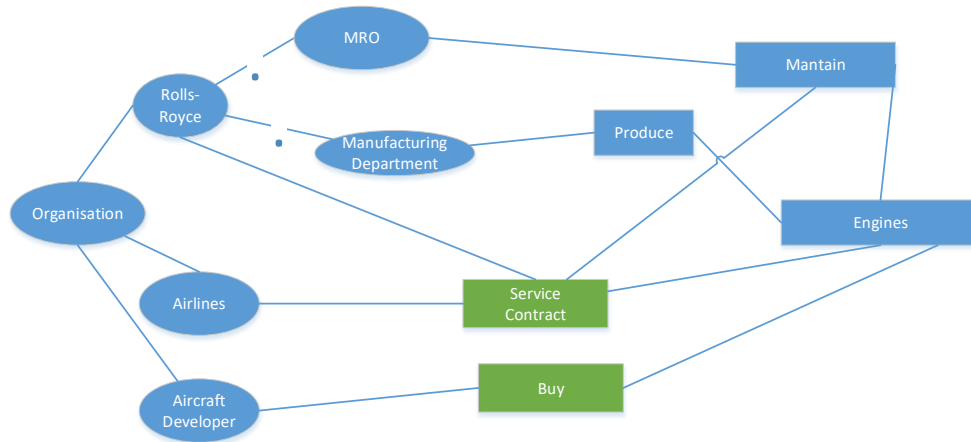 MRO
Mantain
Rolls-
Royce
Produce
Manufacturing
Department
Organisation
Engines
Airlines
Service
Contract
Buy
Aircraft
Developer